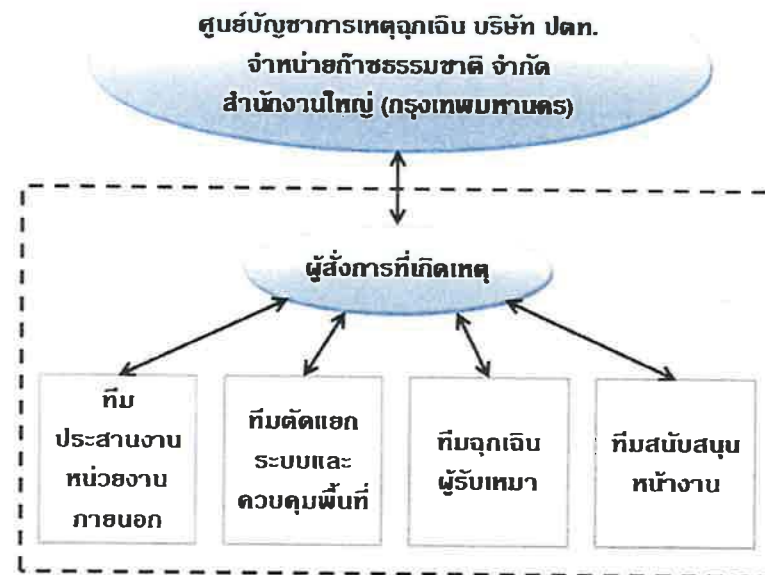 ศูนย์บัญชาการเหตุฉุกเฉิน บริษัท ปตท.
จำหน่ายก๊าซธรรมชาติ จำกัด
สำนักงานใหญ่ (กรุงเทพมหานคร)
ผู้สั่งการที่เกิดเหตุ
ทีม
ประสานงาน
หน่วยงาน
ภายนอก
ทีมตัดแยก
ระบบและ
ควบคุมพื้นที่
ทีมฉุกเฉิน
ผู้รับเหมา
ทีมสนับสนุน
หน้างาน